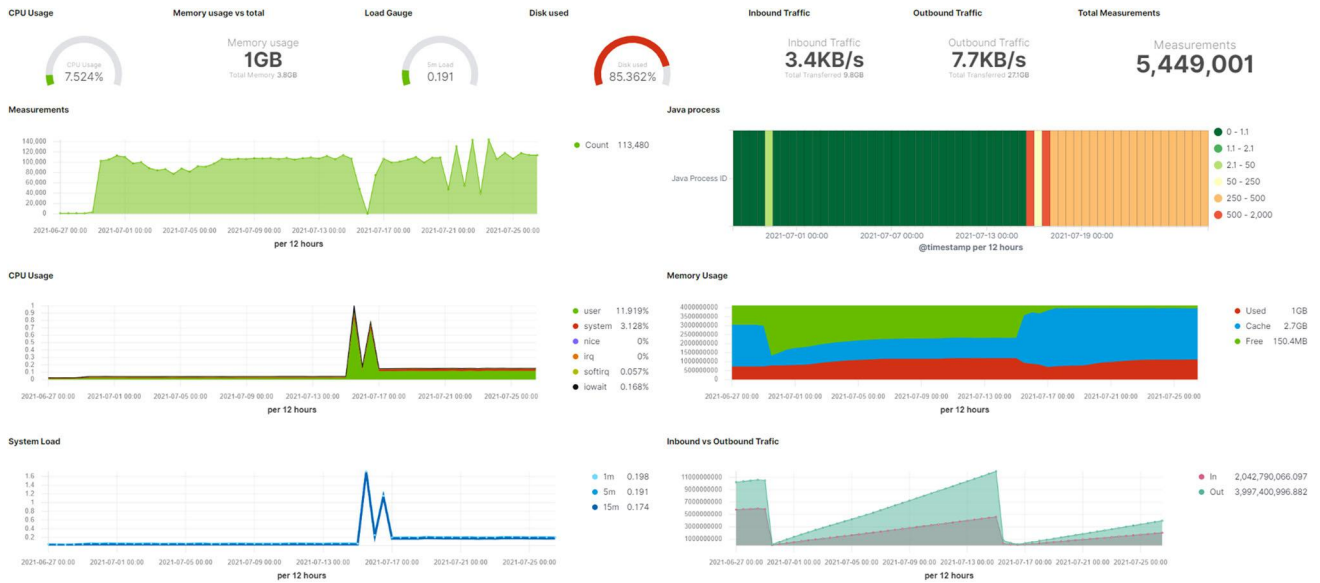 CPU Usage Memory usage vs total Load Gauge Disk used Inbound Traffic Outbound Traffic Total Measurements
CPU Usage
7.524%
Memory usage
1GB
Total Memory 3.8GB
5m Load
0.191
Disk used
85.362%
Inbound Traffic
3.4KB/s
Total Transferred 9.8GB
Outbound Traffic
7.7KB/s
Total Transferred 27.1GB
Measurements
5,449,001
Measurements
140,000
120,000
100,000
80,000
60,000
40,000
20,000
0
2021-06-27 00:00 2021-07-01 00:00 2021-07-05 00:00 2021-07-09 00:00 2021-07-13 00:00 2021-07-17 00:00 2021-07-21 00:00 2021-07-25 00:00
per 12 hours
Count 113,480
Java process
Java Process ID
2021-07-01 00:00 2021-07-07 00:00 2021-07-13 00:00 2021-07-19 00:00
@timestamp per 12 hours
0 - 1.1
1.1 - 2.1
2.1 - 50
50 - 250
250 - 500
500 - 2,000
CPU Usage
1
0.9
0.8
0.7
0.6
0.5
0.4
0.3
0.2
0.1
0
2021-06-27 00:00 2021-07-01 00:00 2021-07-05 00:00 2021-07-09 00:00 2021-07-13 00:00 2021-07-17 00:00 2021-07-21 00:00 2021-07-25 00:00
per 12 hours
user 11.919%
system 3.128%
nice 0%
irq 0%
softirq 0.057%
iowait 0.168%
Memory Usage
4000000000
3500000000
3000000000
2500000000
2000000000
1500000000
1000000000
500000000
0
2021-06-27 00:00 2021-07-01 00:00 2021-07-05 00:00 2021-07-09 00:00 2021-07-13 00:00 2021-07-17 00:00 2021-07-21 00:00 2021-07-25 00:00
per 12 hours
Used 1GB
Cache 2.7GB
Free 150.4MB
System Load
1.6
1.4
1.2
1
0.8
0.6
0.4
0.2
2021-06-27 00:00 2021-07-01 00:00 2021-07-05 00:00 2021-07-09 00:00 2021-07-13 00:00 2021-07-17 00:00 2021-07-21 00:00 2021-07-25 00:00
per 12 hours
1m 0.198
5m 0.191
15m 0.174
Inbound vs Outbound Trafic
11000000000
9000000000
7000000000
5000000000
3000000000
1000000000
2021-06-27 00:00 2021-07-01 00:00 2021-07-05 00:00 2021-07-09 00:00 2021-07-13 00:00 2021-07-17 00:00 2021-07-21 00:00 2021-07-25 00:00
per 12 hours
In 2,042,790,066.097
Out 3,997,400,996.882